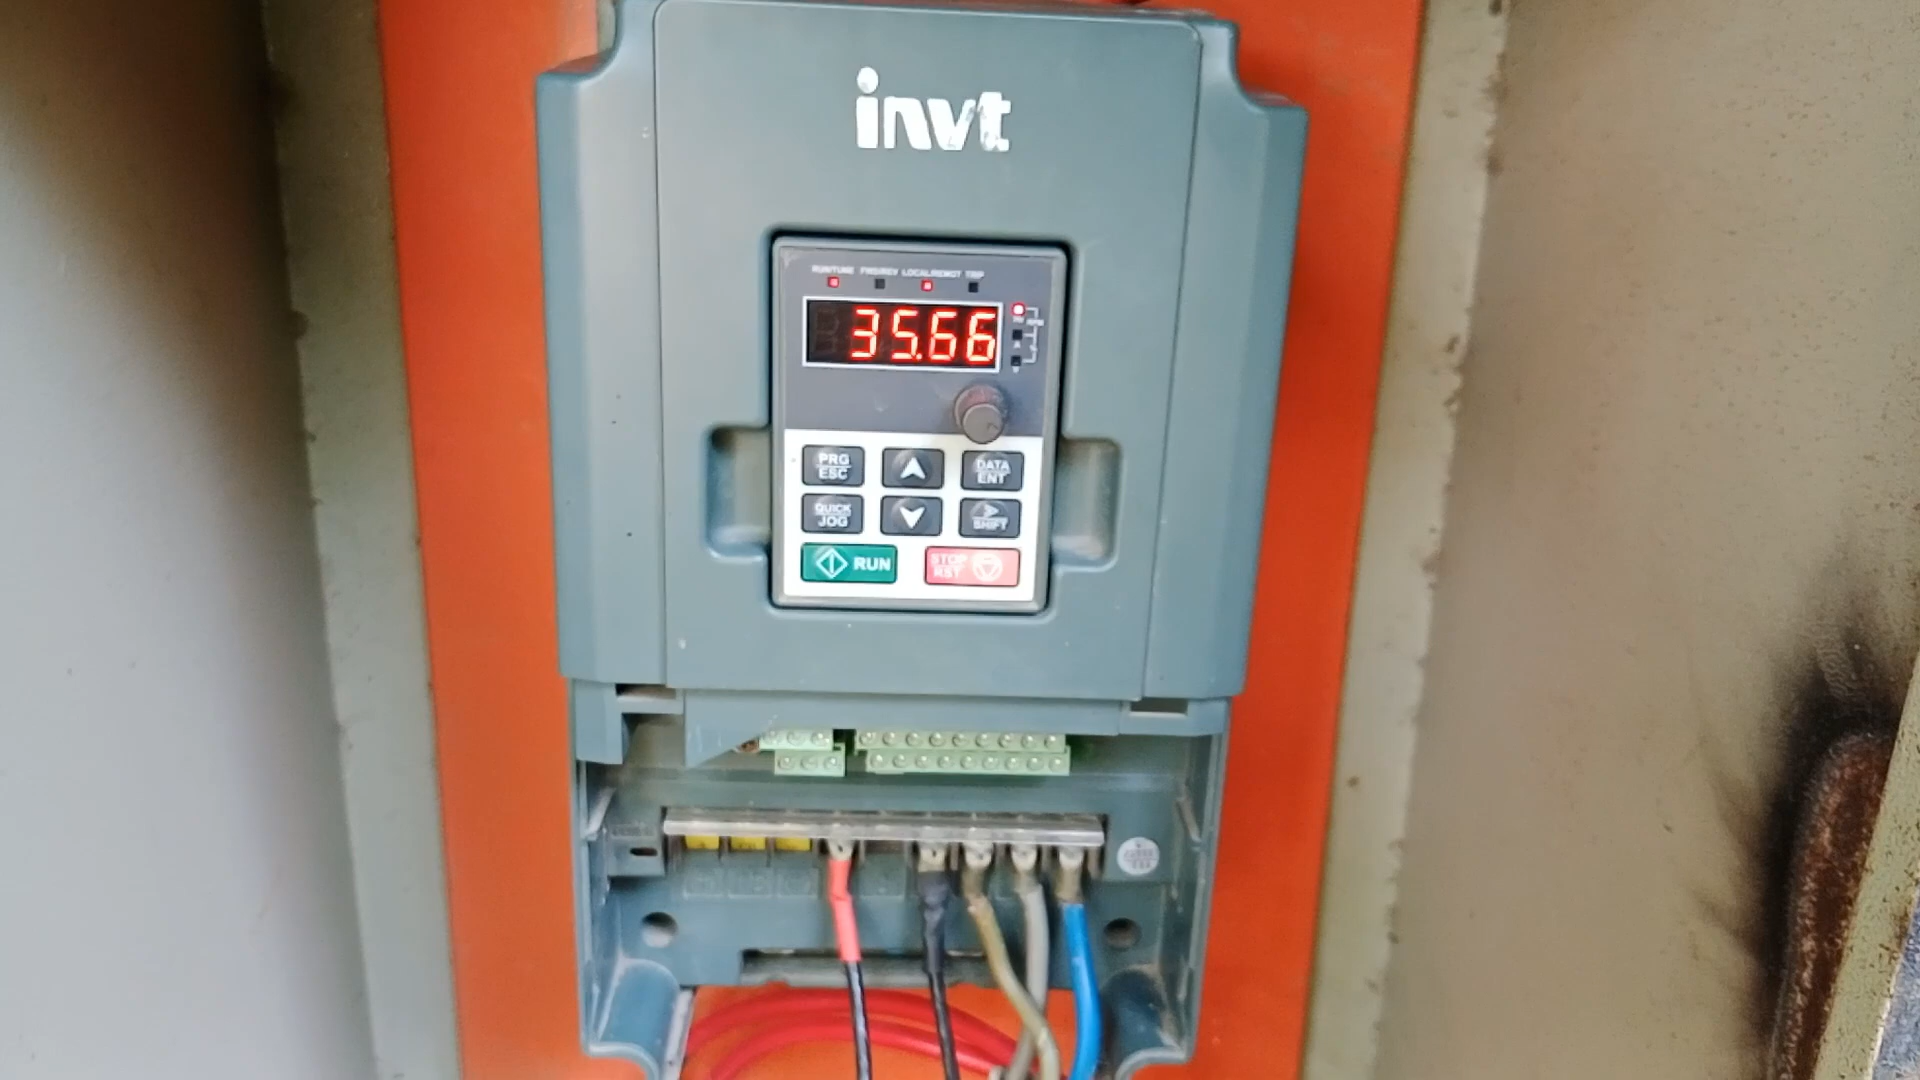 invt
RUN/TUNE FWD/REV LOCAL/REMOT TRIP
35.66
PRG
ESC
DATA
ENT
QUICK
JOG
SHIFT
RUN
STOP
RST